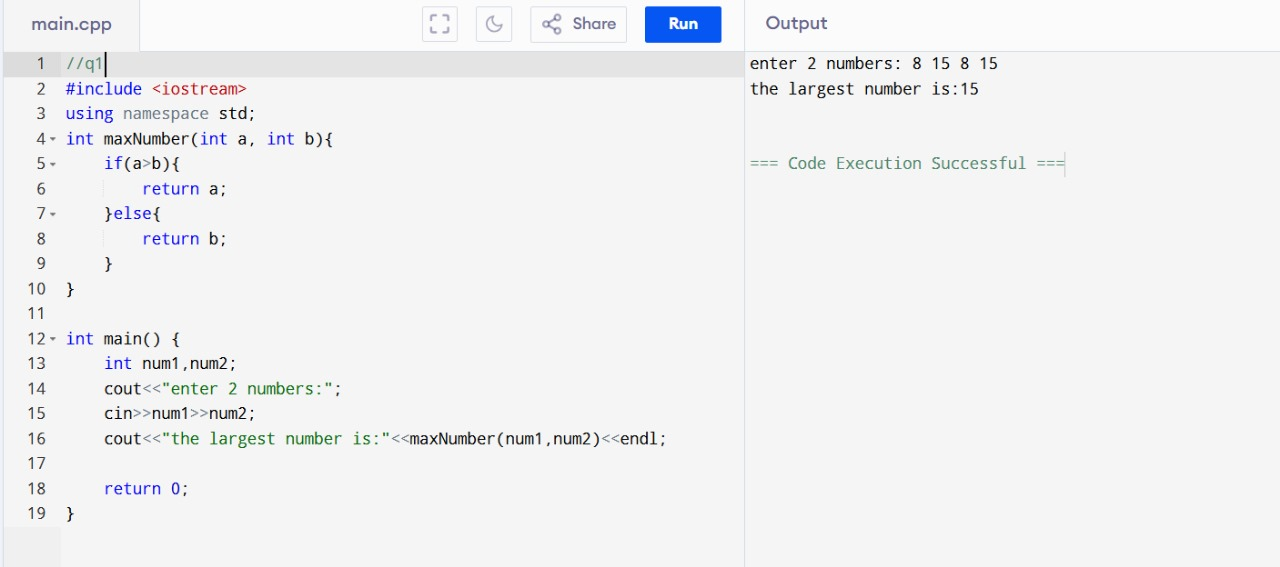 main.cpp
Share
Run
Output
1 //q1
2 #include <iostream>
3 using namespace std;
4 int maxNumber(int a, int b){
5     if(a>b){
6         return a;
7     }else{
8         return b;
9     }
10 }
11
12 int main() {
13     int num1,num2;
14     cout<<"enter 2 numbers:";
15     cin>>num1>>num2;
16     cout<<"the largest number is:"<<maxNumber(num1,num2)<<endl;
17
18     return 0;
19 }
enter 2 numbers: 8 15 8 15
the largest number is:15
=== Code Execution Successful ===